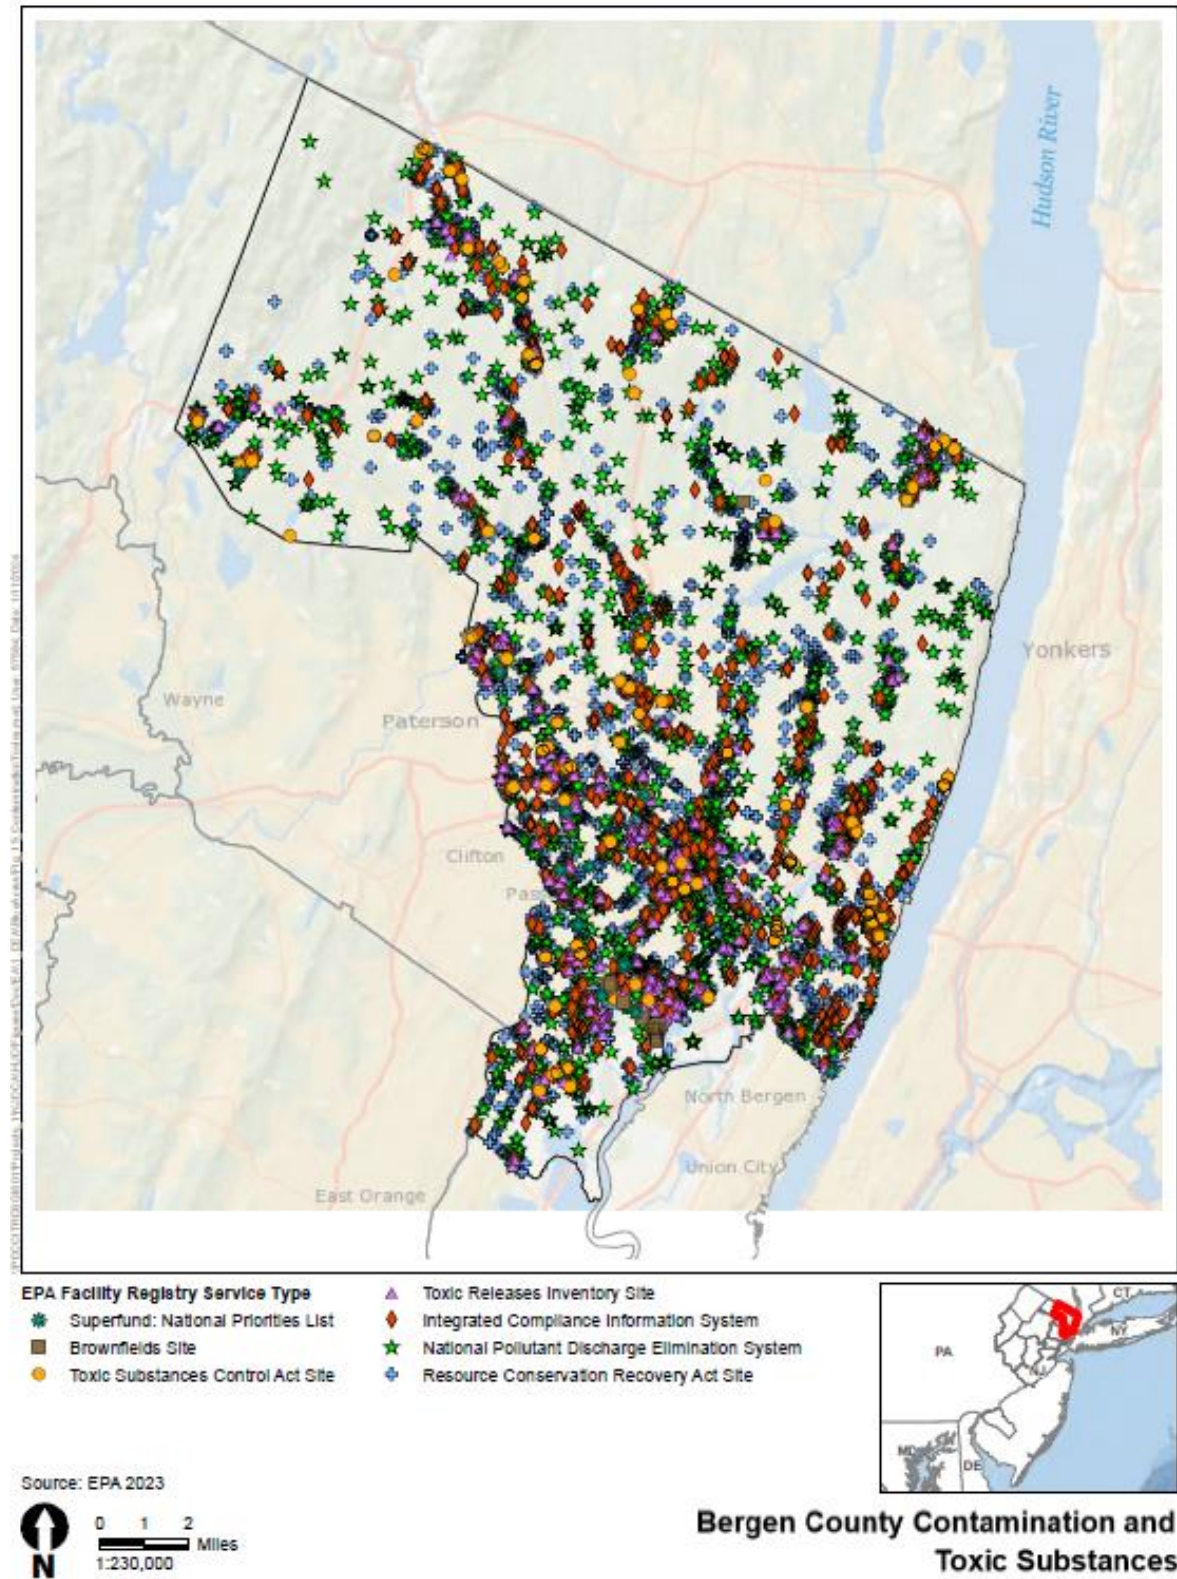 Hudson River
Yonkers
Wayne
Paterson
Clifton
North Bergen
Union City
East Orange
EPA Facility Registry Service Type
Superfund: National Priorities List
Brownfields Site
Toxic Substances Control Act Site
Toxic Releases Inventory Site
Integrated Compliance Information System
National Pollutant Discharge Elimination System
Resource Conservation Recovery Act Site
CT
NY
PA
NJ
MD
DE
Source: EPA 2023
N
0 1 2
Miles
1:230,000
Bergen County Contamination and
Toxic Substances